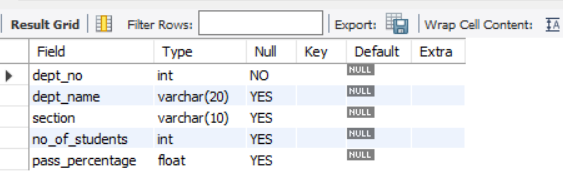 Result Grid Filter Rows: Export: Wrap Cell Content: IA
Field Type Null Key Default Extra
dept_no int NO NULL
dept_name varchar(20) YES NULL
section varchar(10) YES NULL
no_of_students int YES NULL
pass_percentage float YES NULL